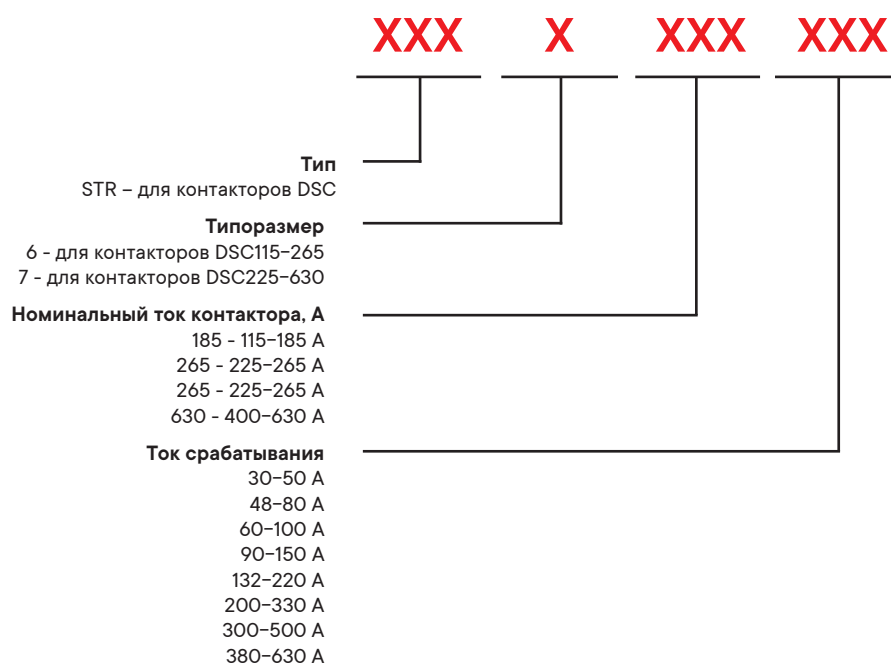 XXX X XXX XXX
Тип
STR – для контакторов DSC
Типоразмер
6 - для контакторов DSC115–265
7 - для контакторов DSC225–630
Номинальный ток контактора, А
185 - 115–185 А
265 - 225–265 А
265 - 225–265 А
630 - 400–630 А
Ток срабатывания
30–50 А
48–80 А
60–100 А
90–150 А
132–220 А
200–330 А
300–500 А
380–630 А